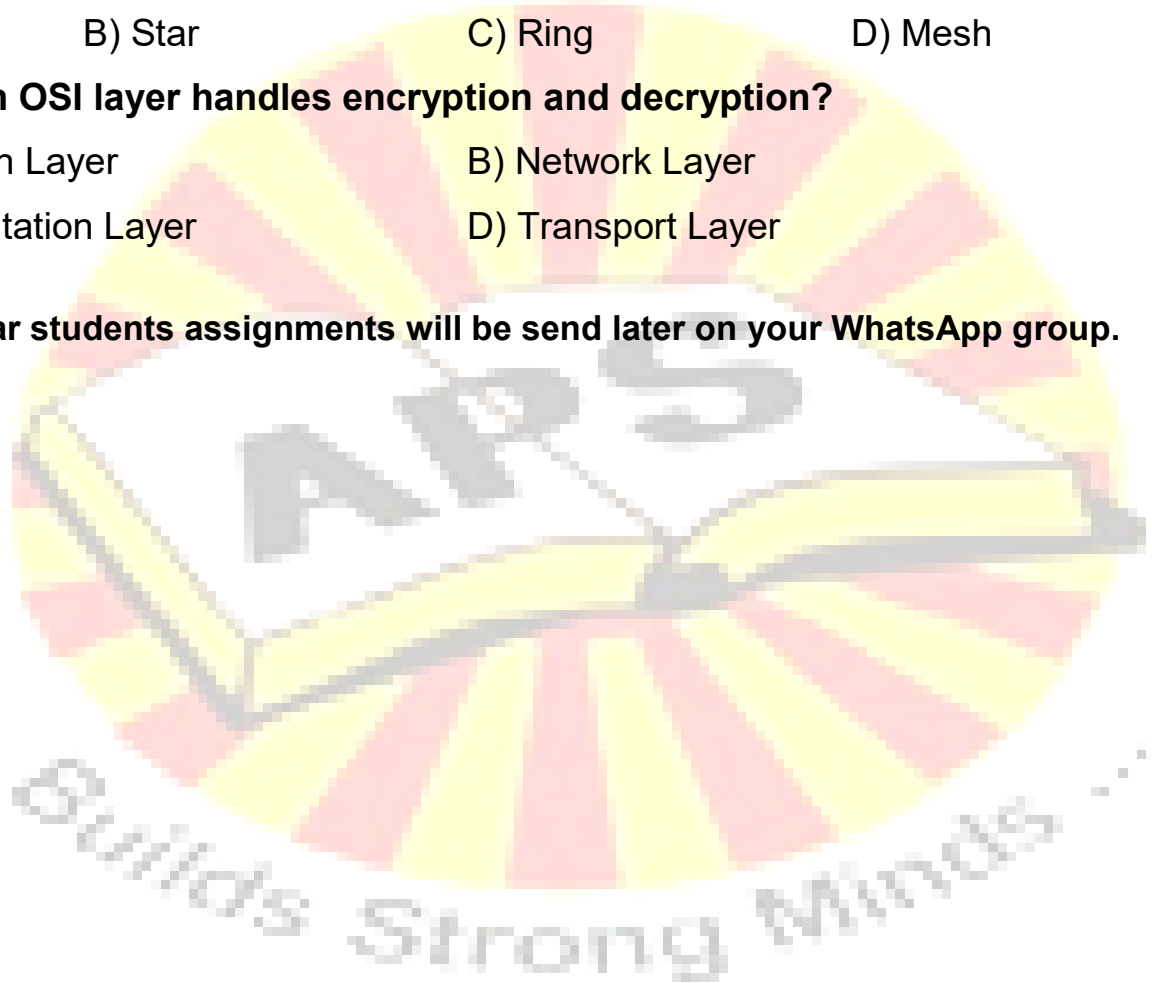 B) Star C) Ring D) Mesh
n OSI layer handles encryption and decryption?
n Layer B) Network Layer
tation Layer D) Transport Layer
ar students assignments will be send later on your WhatsApp group.
APS
Builds Strong Minds ...